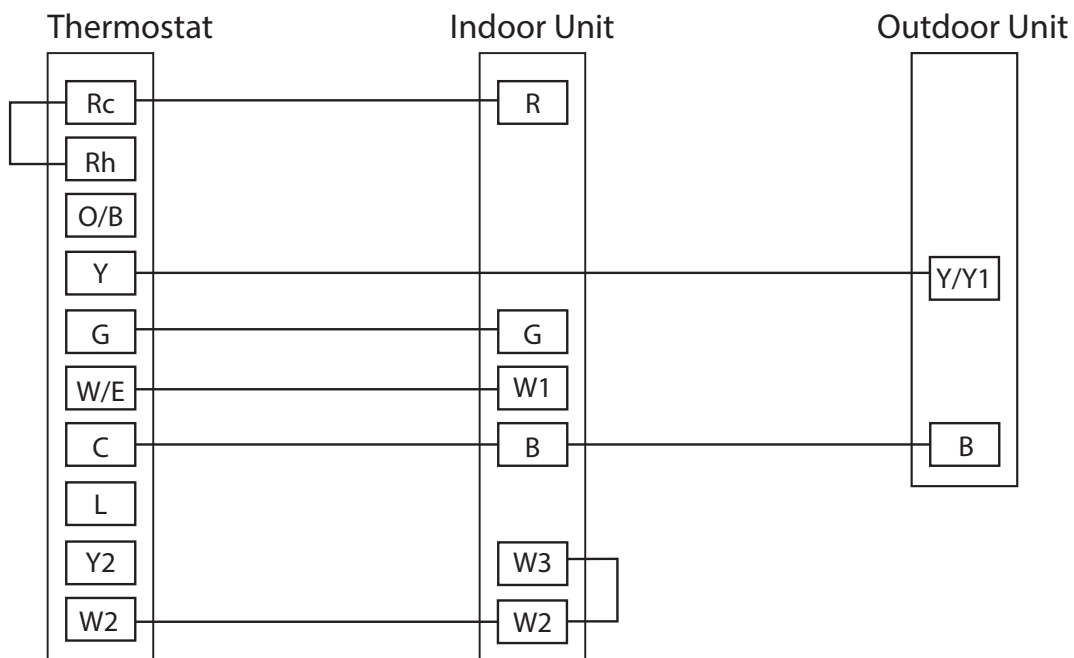 Thermostat Indoor Unit Outdoor Unit
Rc R
Rh
O/B
Y Y/Y1
G G
W/E W1
C B B
L
Y2 W3
W2 W2